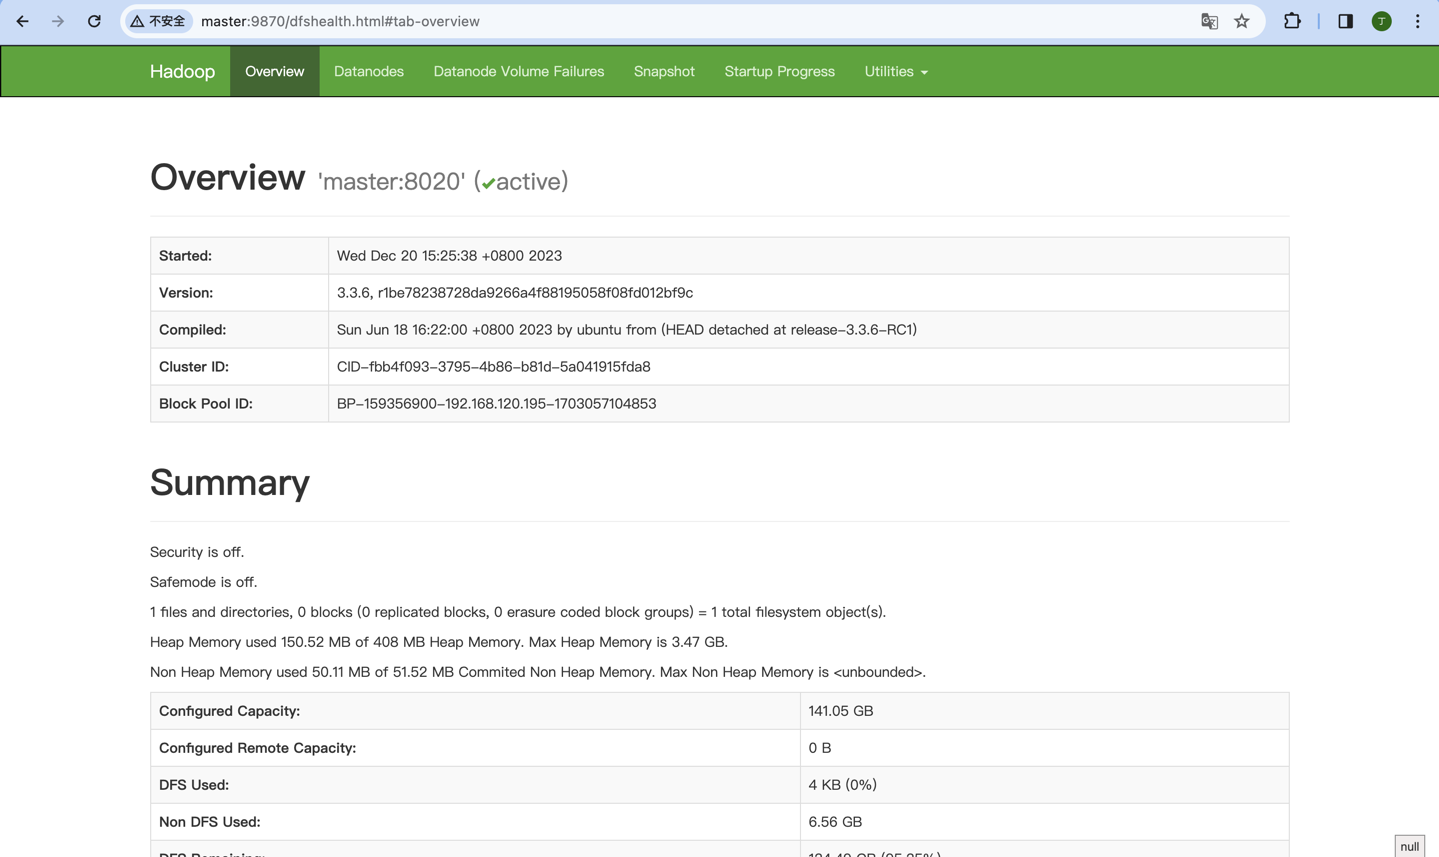 不安全 master:9870/dfshealth.html#tab-overview 丁
Hadoop Overview Datanodes Datanode Volume Failures Snapshot Startup Progress Utilities
Overview 'master:8020' (✔active)
Started: Wed Dec 20 15:25:38 +0800 2023
Version: 3.3.6, r1be78238728da9266a4f88195058f08fd012bf9c
Compiled: Sun Jun 18 16:22:00 +0800 2023 by ubuntu from (HEAD detached at release-3.3.6-RC1)
Cluster ID: CID-fbb4f093-3795-4b86-b81d-5a041915fda8
Block Pool ID: BP-159356900-192.168.120.195-1703057104853
Summary
Security is off.
Safemode is off.
1 files and directories, 0 blocks (0 replicated blocks, 0 erasure coded block groups) = 1 total filesystem object(s).
Heap Memory used 150.52 MB of 408 MB Heap Memory. Max Heap Memory is 3.47 GB.
Non Heap Memory used 50.11 MB of 51.52 MB Commited Non Heap Memory. Max Non Heap Memory is <unbounded>.
Configured Capacity: 141.05 GB
Configured Remote Capacity: 0 B
DFS Used: 4 KB (0%)
Non DFS Used: 6.56 GB
DFS Remaining:
null